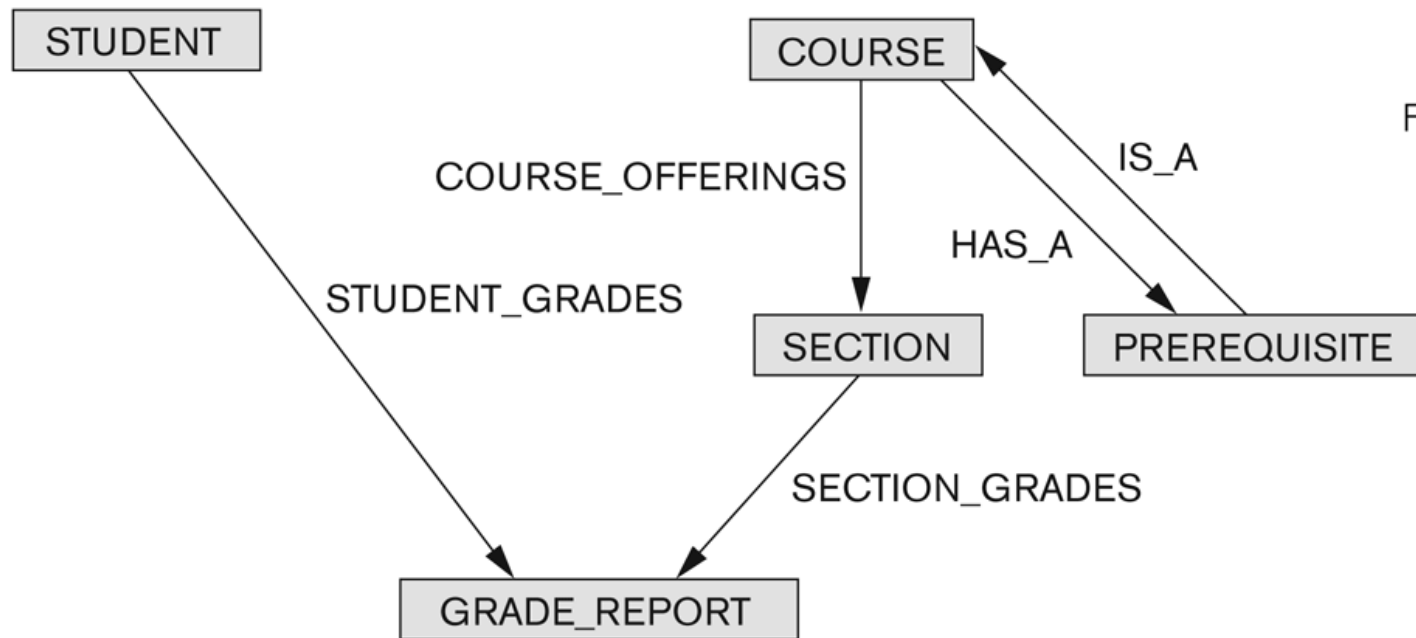 STUDENT
COURSE
F
IS_A
COURSE_OFFERINGS
HAS_A
STUDENT_GRADES
SECTION
PREREQUISITE
SECTION_GRADES
GRADE_REPORT